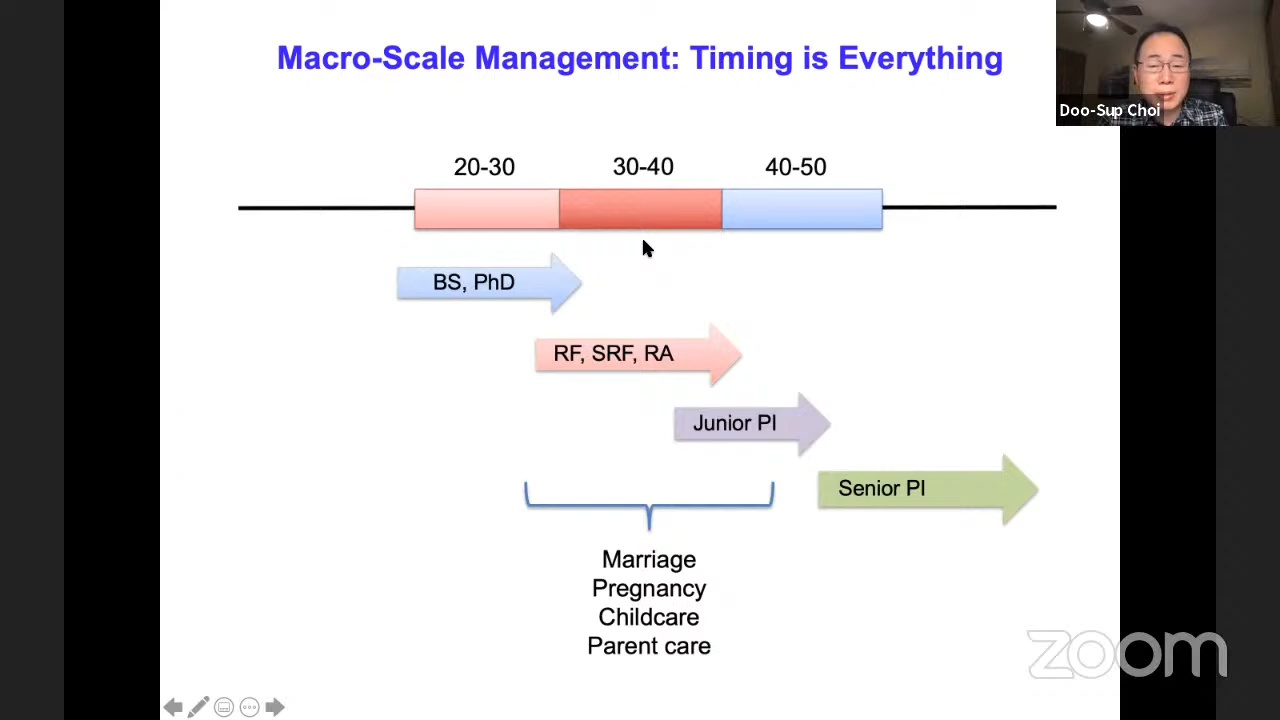 Macro-Scale Management: Timing is Everything
Doo-Sup Choi
20-30
30-40
40-50
BS, PhD
RF, SRF, RA
Junior PI
Senior PI
Marriage
Pregnancy
Childcare
Parent care
zoom